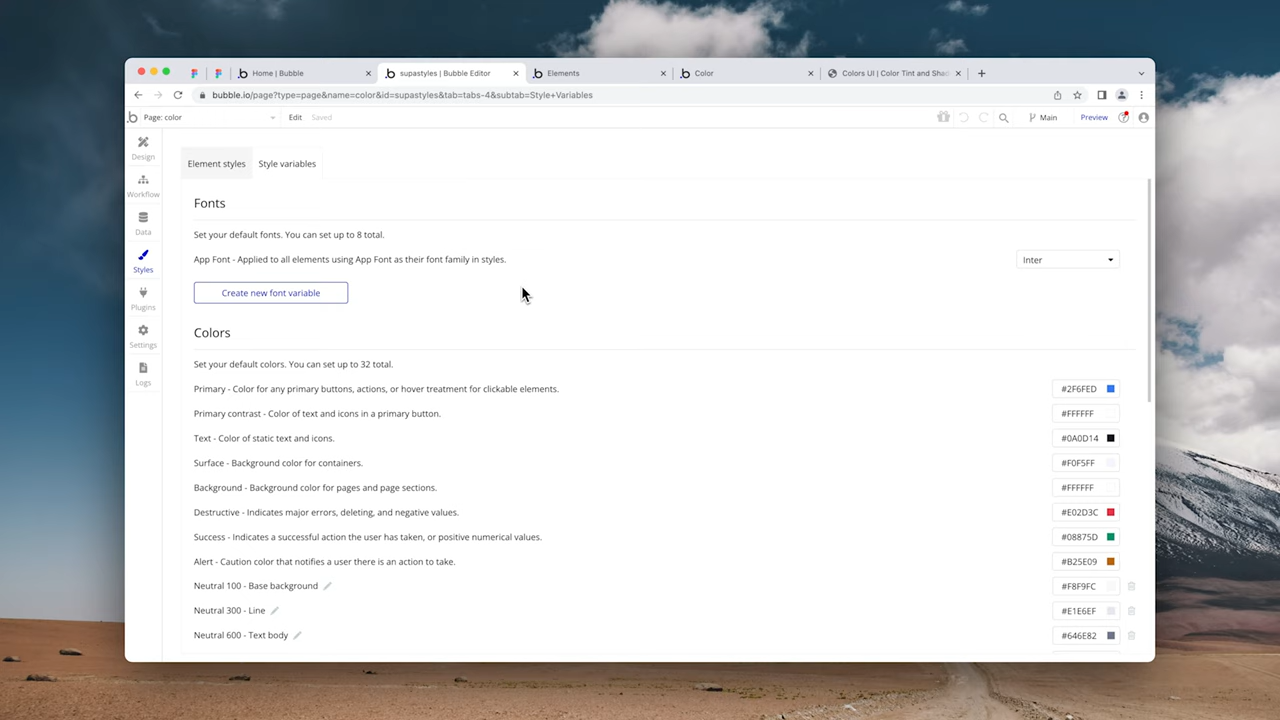 Home | Bubble
supastyles | Bubble Editor
Elements
Color
Colors UI | Color Tint and Shad
bubble.io/page?type=page&name=color&id=supastyles&tab=tabs-4&subtab=Style+Variables
Page: color
Edit
Saved
Main
Preview
Design
Workflow
Data
Styles
Plugins
Settings
Logs
Element styles
Style variables
Fonts
Set your default fonts. You can set up to 8 total.
App Font - Applied to all elements using App Font as their font family in styles.
Inter
Create new font variable
Colors
Set your default colors. You can set up to 32 total.
Primary - Color for any primary buttons, actions, or hover treatment for clickable elements.
#2F6FED
Primary contrast - Color of text and icons in a primary button.
#FFFFFF
Text - Color of static text and icons.
#0A0D14
Surface - Background color for containers.
#F0F5FF
Background - Background color for pages and page sections.
#FFFFFF
Destructive - Indicates major errors, deleting, and negative values.
#E02D3C
Success - Indicates a successful action the user has taken, or positive numerical values.
#08875D
Alert - Caution color that notifies a user there is an action to take.
#B25E09
Neutral 100 - Base background
#F8F9FC
Neutral 300 - Line
#E1E6EF
Neutral 600 - Text body
#646E82